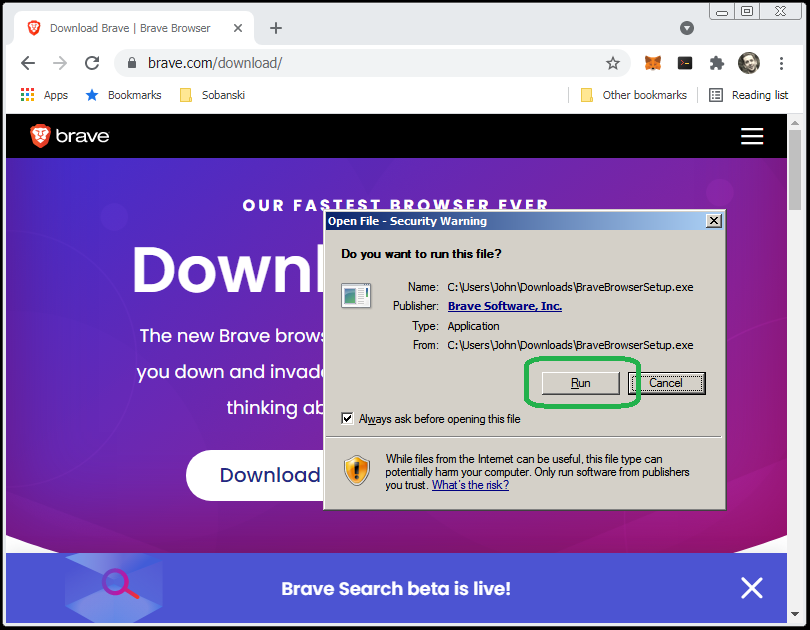 Download Brave | Brave Browser
brave.com/download/
Apps
Bookmarks
Sobanski
Other bookmarks
Reading list
brave
OUR FASTEST BROWSER EVER
Downl
The new Brave brows
you down and invade
thinking ab
Download
Open File - Security Warning
Do you want to run this file?
Name: C:\Users\John\Downloads\BraveBrowserSetup.exe
Publisher: Brave Software, Inc.
Type: Application
From: C:\Users\John\Downloads\BraveBrowserSetup.exe
Run
Cancel
Always ask before opening this file
While files from the Internet can be useful, this file type can
potentially harm your computer. Only run software from publishers
you trust. What's the risk?
Brave Search beta is live!